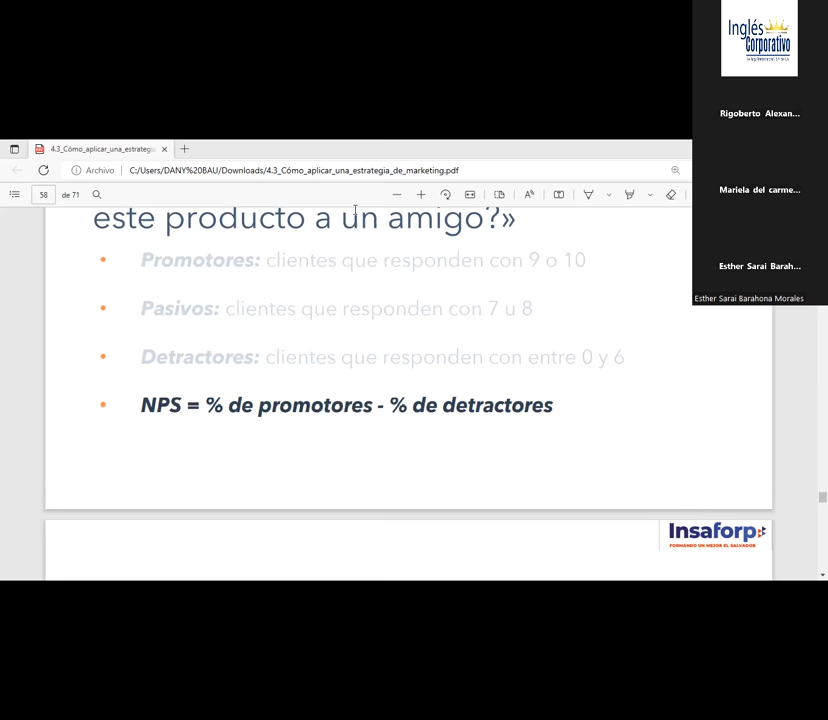 Inglés
Corporativo
Rigoberto Alexan...
Mariela del carme...
Esther Sarai Barah...
Esther Sarai Barahona Morales
4.3_Cómo_aplicar_una_estrategia
Archivo
C:/Users/DANY%20BAU/Downloads/4.3_Cómo_aplicar_una_estrategia_de_marketing.pdf
58 de 71
este producto a un amigo?»
• Promotores: clientes que responden con 9 o 10
• Pasivos: clientes que responden con 7 u 8
• Detractores: clientes que responden con entre 0 y 6
• NPS = % de promotores - % de detractores
Insaforp
FORMANDO UN MEJOR EL SALVADOR